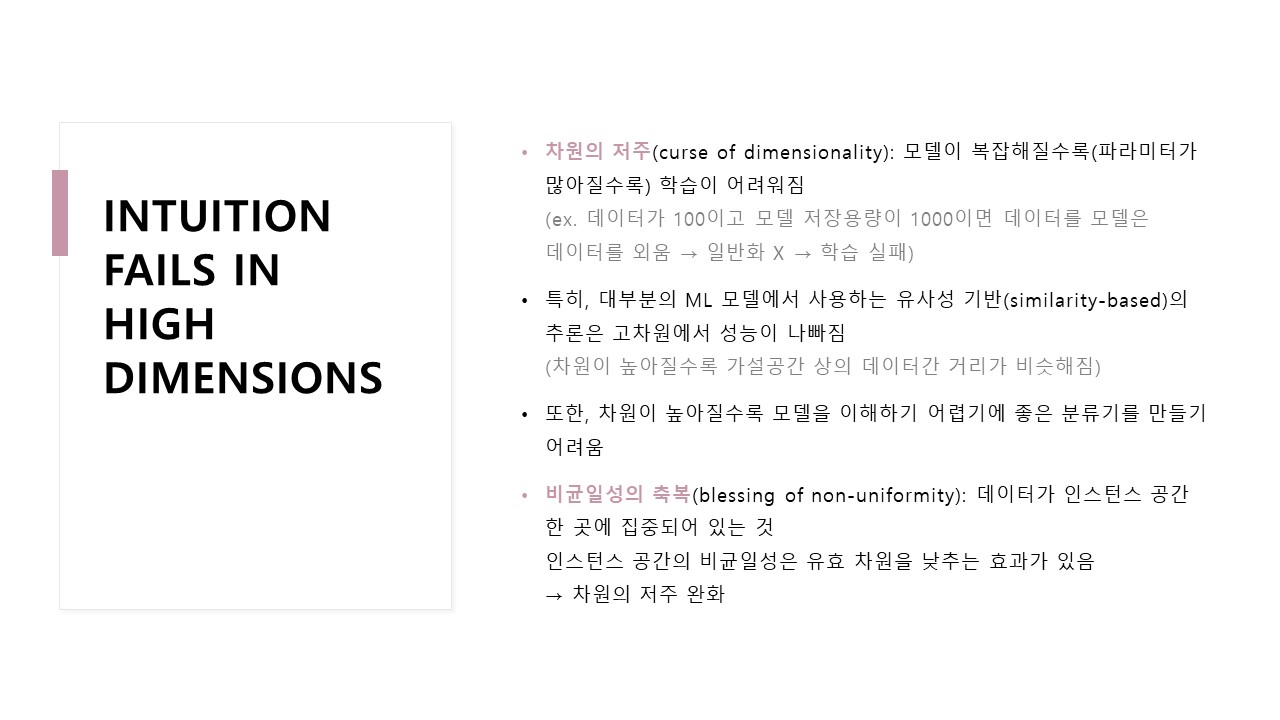 INTUITION
FAILS IN
HIGH
DIMENSIONS
• 차원의 저주(curse of dimensionality): 모델이 복잡해질수록(파라미터가
많아질수록) 학습이 어려워짐
(ex. 데이터가 100이고 모델 저장용량이 1000이면 데이터를 모델은
데이터를 외움 → 일반화 X → 학습 실패)
• 특히, 대부분의 ML 모델에서 사용하는 유사성 기반(similarity-based)의
추론은 고차원에서 성능이 나빠짐
(차원이 높아질수록 가설공간 상의 데이터간 거리가 비슷해짐)
• 또한, 차원이 높아질수록 모델을 이해하기 어렵기에 좋은 분류기를 만들기
어려움
• 비균일성의 축복(blessing of non-uniformity): 데이터가 인스턴스 공간
한 곳에 집중되어 있는 것
인스턴스 공간의 비균일성은 유효 차원을 낮추는 효과가 있음
→ 차원의 저주 완화